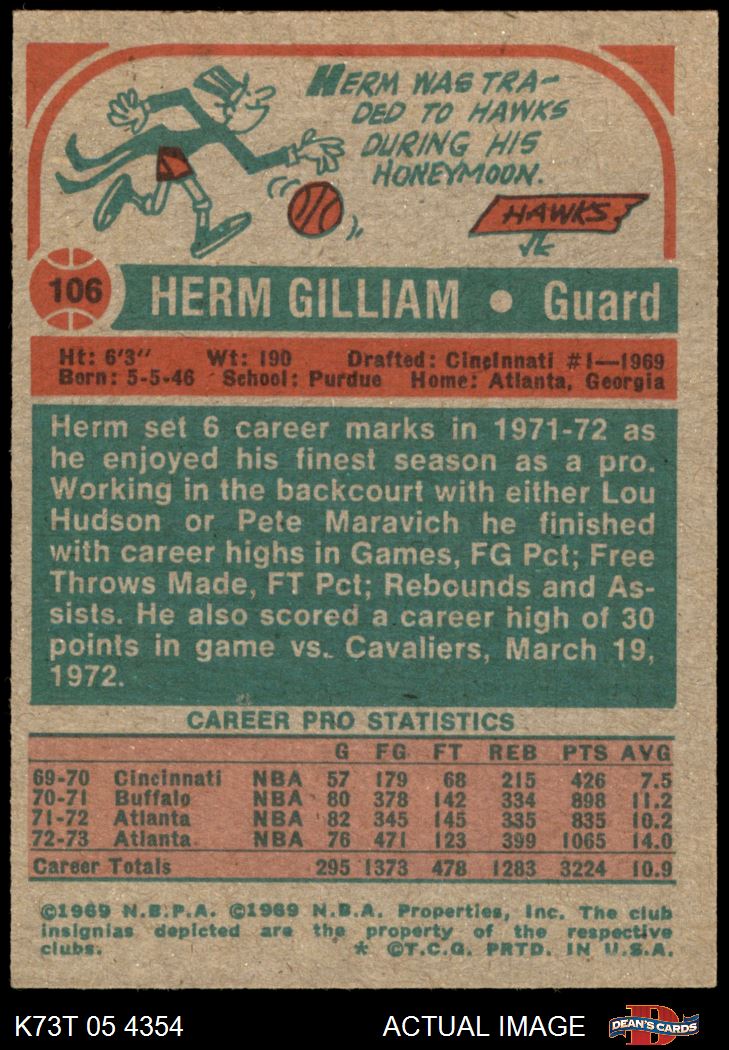 HERM WAS TRA-
DED TO HAWKS
DURING HIS
HONEYMOON.
HAWKS
106 HERM GILLIAM • Guard
Ht: 6'3" Wt: 190 Drafted: Cincinnati #1—1969
Born: 5-5-46 School: Purdue Home: Atlanta, Georgia
Herm set 6 career marks in 1971-72 as
he enjoyed his finest season as a pro.
Working in the backcourt with either Lou
Hudson or Pete Maravich he finished
with career highs in Games, FG Pct; Free
Throws Made, FT Pct; Rebounds and As-
sists. He also scored a career high of 30
points in game vs. Cavaliers, March 19,
1972.
CAREER PRO STATISTICS
G FG FT REB PTS AVG
69-70 Cincinnati NBA 57 179 68 215 426 7.5
70-71 Buffalo NBA 80 378 142 334 898 11.2
71-72 Atlanta NBA 82 345 145 335 835 10.2
72-73 Atlanta NBA 76 471 123 399 1065 14.0
Career Totals 295 1373 478 1283 3224 10.9
©1969 N.B.P.A. ©1969 N.B.A. Properties, Inc. The club
insignias depicted are the property of the respective
clubs. * ©T.C.G. PRTD. IN U.S.A.
K73T 05 4354 ACTUAL IMAGE D DEAN'S CARDS